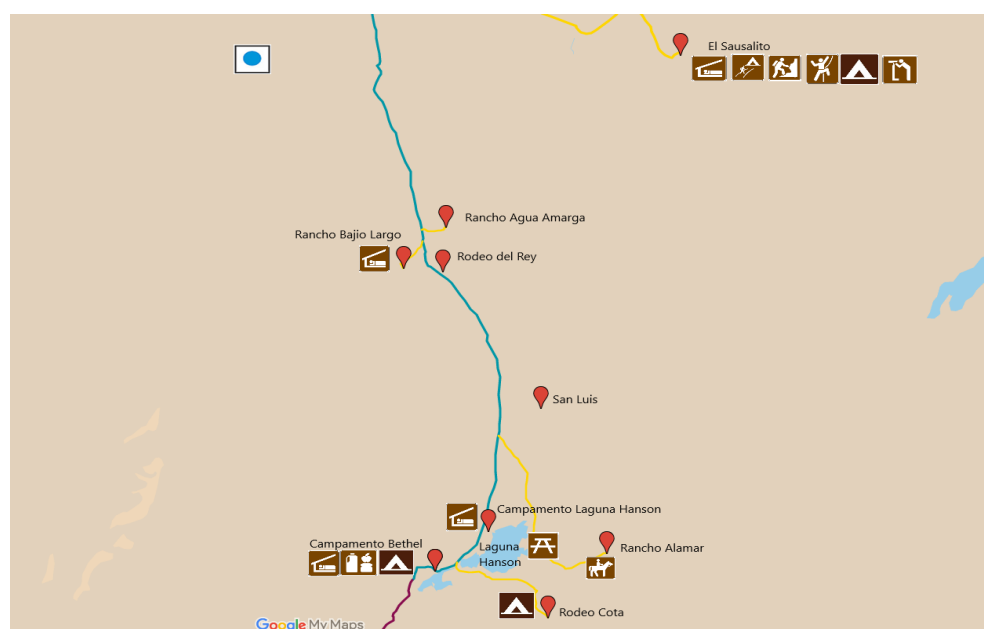 El Sausalito
Rancho Agua Amarga
Rancho Bajio Largo
Rodeo del Rey
San Luis
Campamento Laguna Hanson
Campamento Bethel
Laguna
Hanson
Rancho Alamar
Rodeo Cota
Google My Maps